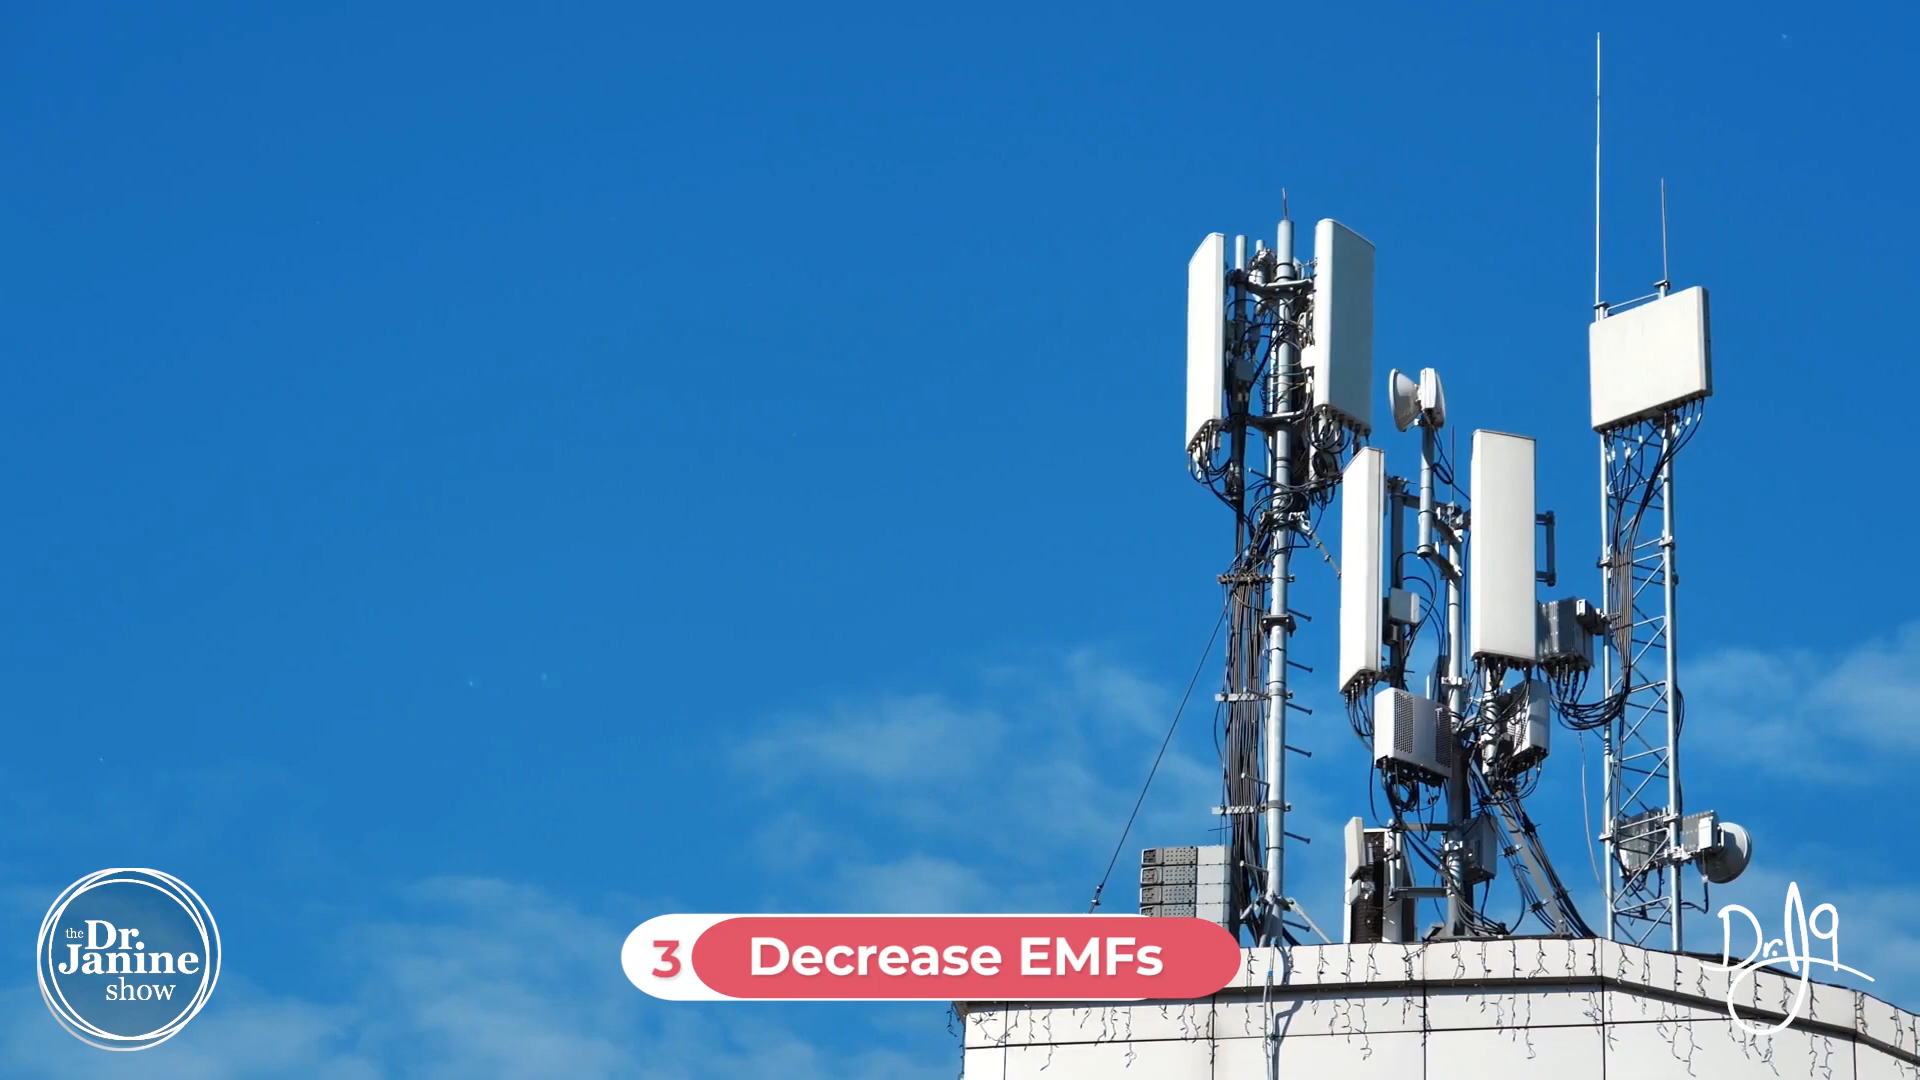 3 Decrease EMFs
the
Dr.
Janine
show
Dr. J9